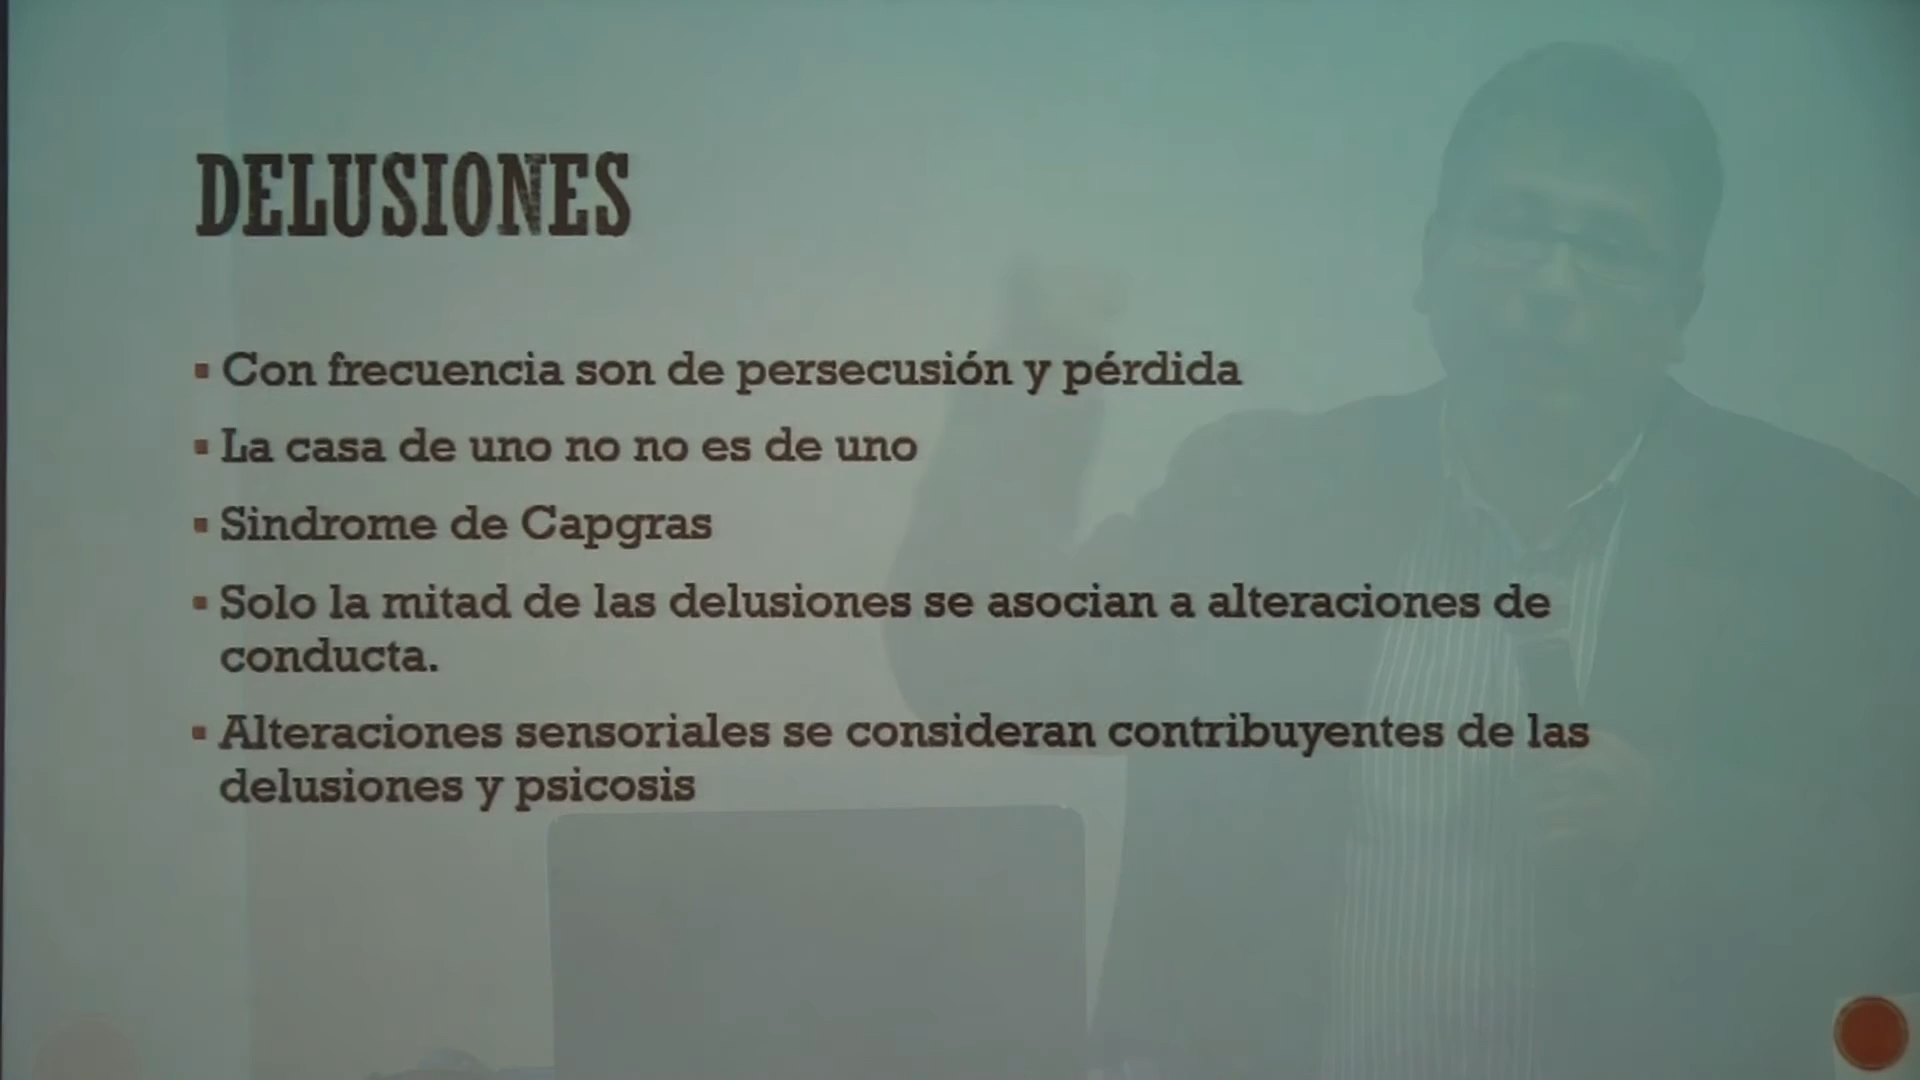 DELUSIONES
Con frecuencia son de persecusión y pérdida
La casa de uno no no es de uno
Sindrome de Capgras
Solo la mitad de las delusiones se asocian a alteraciones de
conducta.
Alteraciones sensoriales se consideran contribuyentes de las
delusiones y psicosis